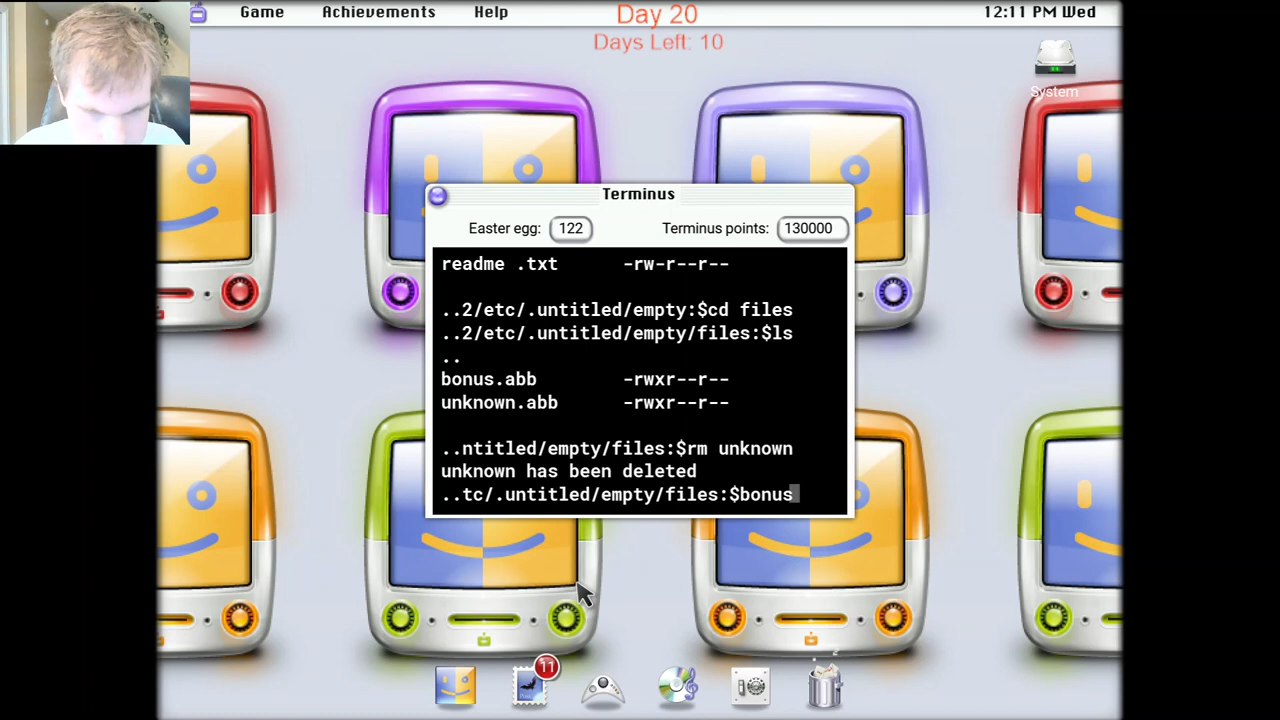 Game Achievements Help Day 20 12:11 PM Wed
Days Left: 10
System
Terminus
Easter egg: 122 Terminus points: 130000
readme .txt -rw-r--r--
..2/etc/.untitled/empty:$cd files
..2/etc/.untitled/empty/files:$ls
..
bonus.abb -rwxr--r--
unknown.abb -rwxr--r--
..ntitled/empty/files:$rm unknown
unknown has been deleted
..tc/.untitled/empty/files:$bonus
11